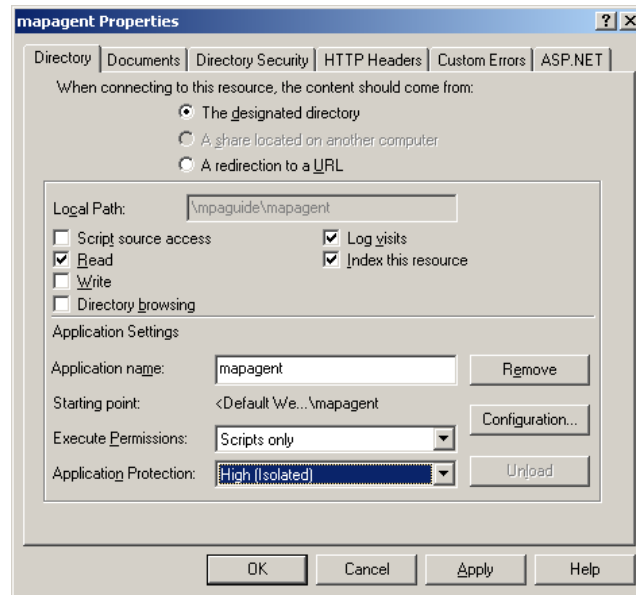 mapagent Properties
Directory Documents Directory Security HTTP Headers Custom Errors ASP.NET
When connecting to this resource, the content should come from:
The designated directory
A share located on another computer
A redirection to a URL
Local Path: \mpaguide\mapagent
Script source access Log visits
Read Index this resource
Write
Directory browsing
Application Settings
Application name: mapagent Remove
Starting point: <Default We...\mapagent
Configuration...
Execute Permissions: Scripts only
Application Protection: High (Isolated) Unload
OK Cancel Apply Help